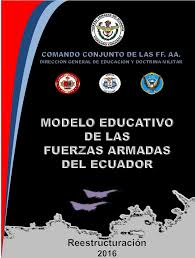 COMANDO CONJUNTO DE LAS FF. AA.
DIRECCIÓN GENERAL DE EDUCACIÓN Y DOCTRINA MILITAR
MODELO EDUCATIVO
DE LAS
FUERZAS ARMADAS
DEL ECUADOR
Reestructuración
2016